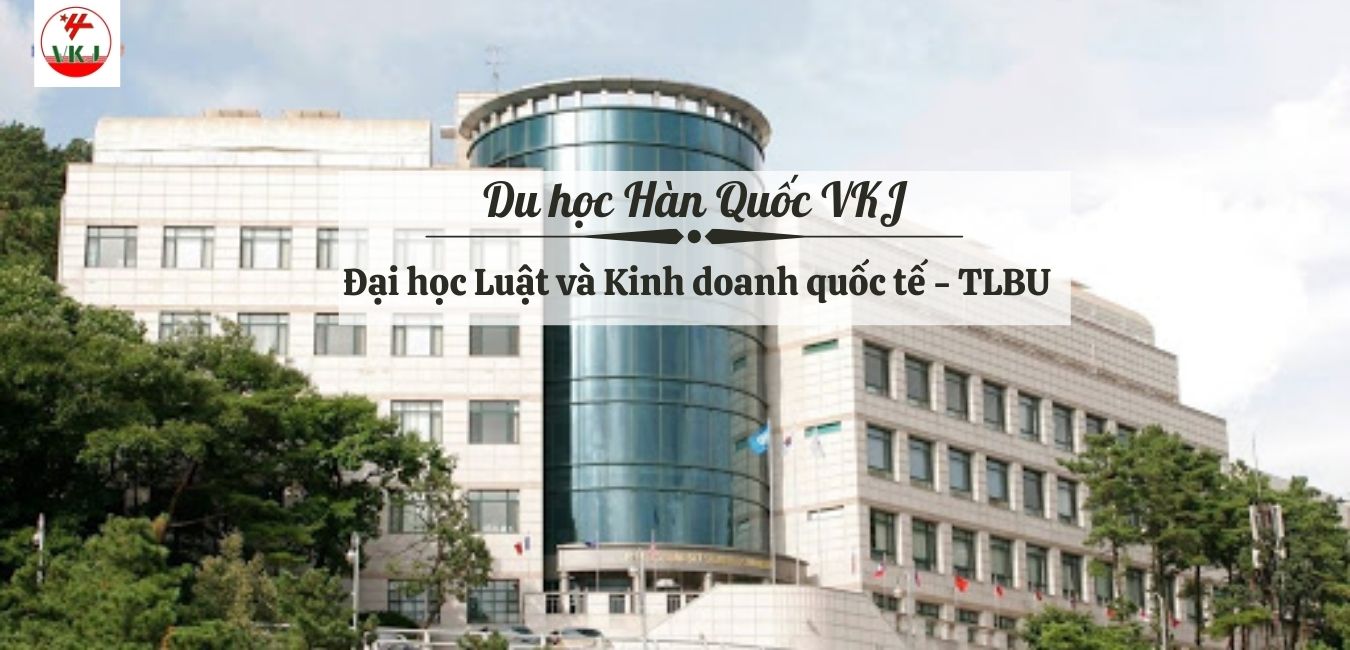 VKJ
Du học Hàn Quốc VKJ
Đại học Luật và Kinh doanh quốc tế - TLBU